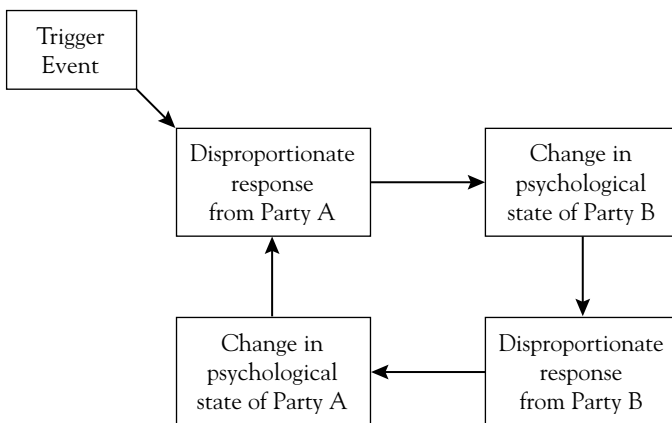 Trigger
Event
Disproportionate
response
from Party A
Change in
psychological
state of Party B
Change in
psychological
state of Party A
Disproportionate
response
from Party B